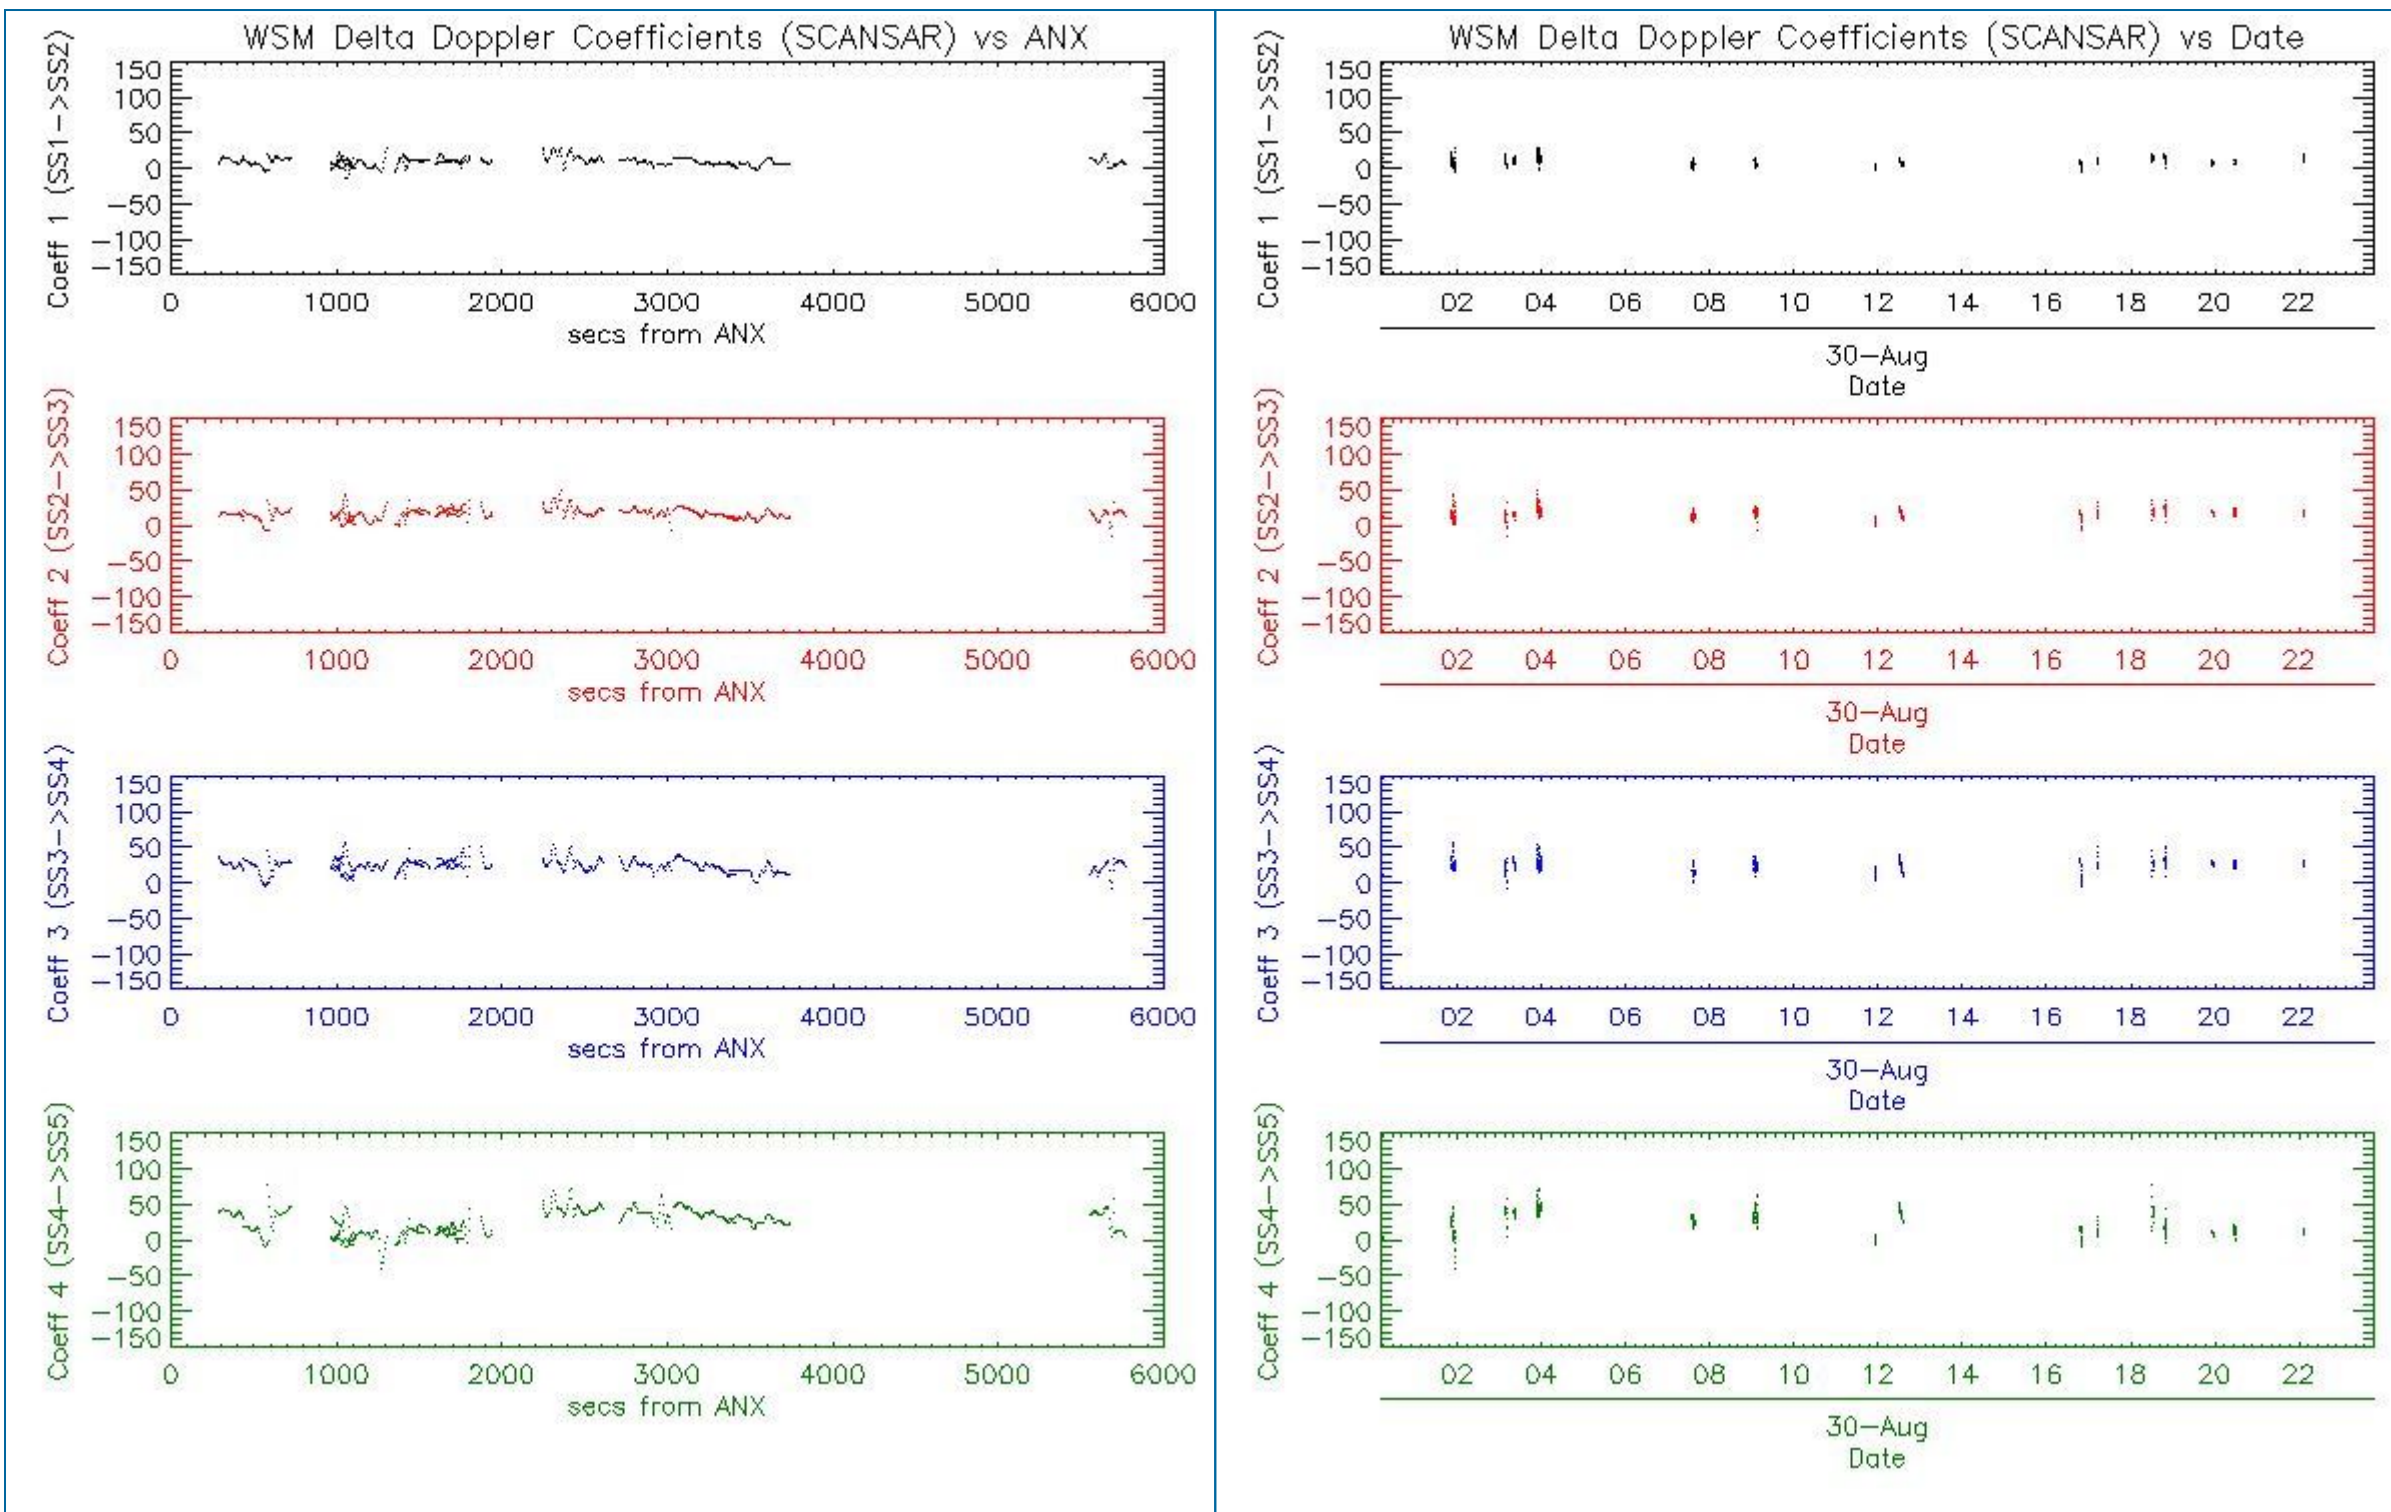 WSM Delta Doppler Coefficients (SCANSAR) vs ANX
Coeff 1 (SS1->SS2)
150
100
50
0
-50
-100
-150
0 1000 2000 3000 4000 5000 6000
secs from ANX
Coeff 2 (SS2->SS3)
150
100
50
0
-50
-100
-150
0 1000 2000 3000 4000 5000 6000
secs from ANX
Coeff 3 (SS3->SS4)
150
100
50
0
-50
-100
-150
0 1000 2000 3000 4000 5000 6000
secs from ANX
Coeff 4 (SS4->SS5)
150
100
50
0
-50
-100
-150
0 1000 2000 3000 4000 5000 6000
secs from ANX
WSM Delta Doppler Coefficients (SCANSAR) vs Date
Coeff 1 (SS1->SS2)
150
100
50
0
-50
-100
-150
02 04 06 08 10 12 14 16 18 20 22
30-Aug
Date
Coeff 2 (SS2->SS3)
150
100
50
0
-50
-100
-150
02 04 06 08 10 12 14 16 18 20 22
30-Aug
Date
Coeff 3 (SS3->SS4)
150
100
50
0
-50
-100
-150
02 04 06 08 10 12 14 16 18 20 22
30-Aug
Date
Coeff 4 (SS4->SS5)
150
100
50
0
-50
-100
-150
02 04 06 08 10 12 14 16 18 20 22
30-Aug
Date